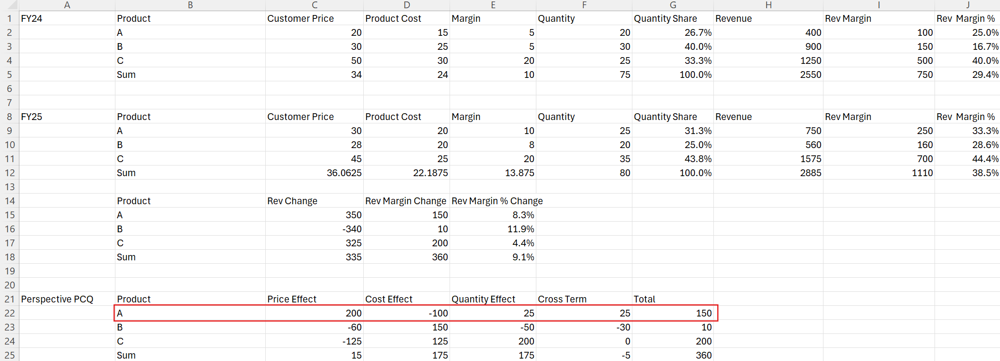 A B C D E F G H I J
1 FY24 Product Customer Price Product Cost Margin Quantity Quantity Share Revenue Rev Margin Rev  Margin %
2 A 20 15 5 20 26.7% 400 100 25.0%
3 B 30 25 5 30 40.0% 900 150 16.7%
4 C 50 30 20 25 33.3% 1250 500 40.0%
5 Sum 34 24 10 75 100.0% 2550 750 29.4%
6
7
8 FY25 Product Customer Price Product Cost Margin Quantity Quantity Share Revenue Rev Margin Rev  Margin %
9 A 30 20 10 25 31.3% 750 250 33.3%
10 B 28 20 8 20 25.0% 560 160 28.6%
11 C 45 25 20 35 43.8% 1575 700 44.4%
12 Sum 36.0625 22.1875 13.875 80 100.0% 2885 1110 38.5%
13
14 Product Rev Change Rev Margin Change Rev Margin % Change
15 A 350 150 8.3%
16 B -340 10 11.9%
17 C 325 200 4.4%
18 Sum 335 360 9.1%
19
20
21 Perspective PCQ Product Price Effect Cost Effect Quantity Effect Cross Term Total
22 A 200 -100 25 25 150
23 B -60 150 -50 -30 10
24 C -125 125 200 0 200
25 Sum 15 175 175 -5 360